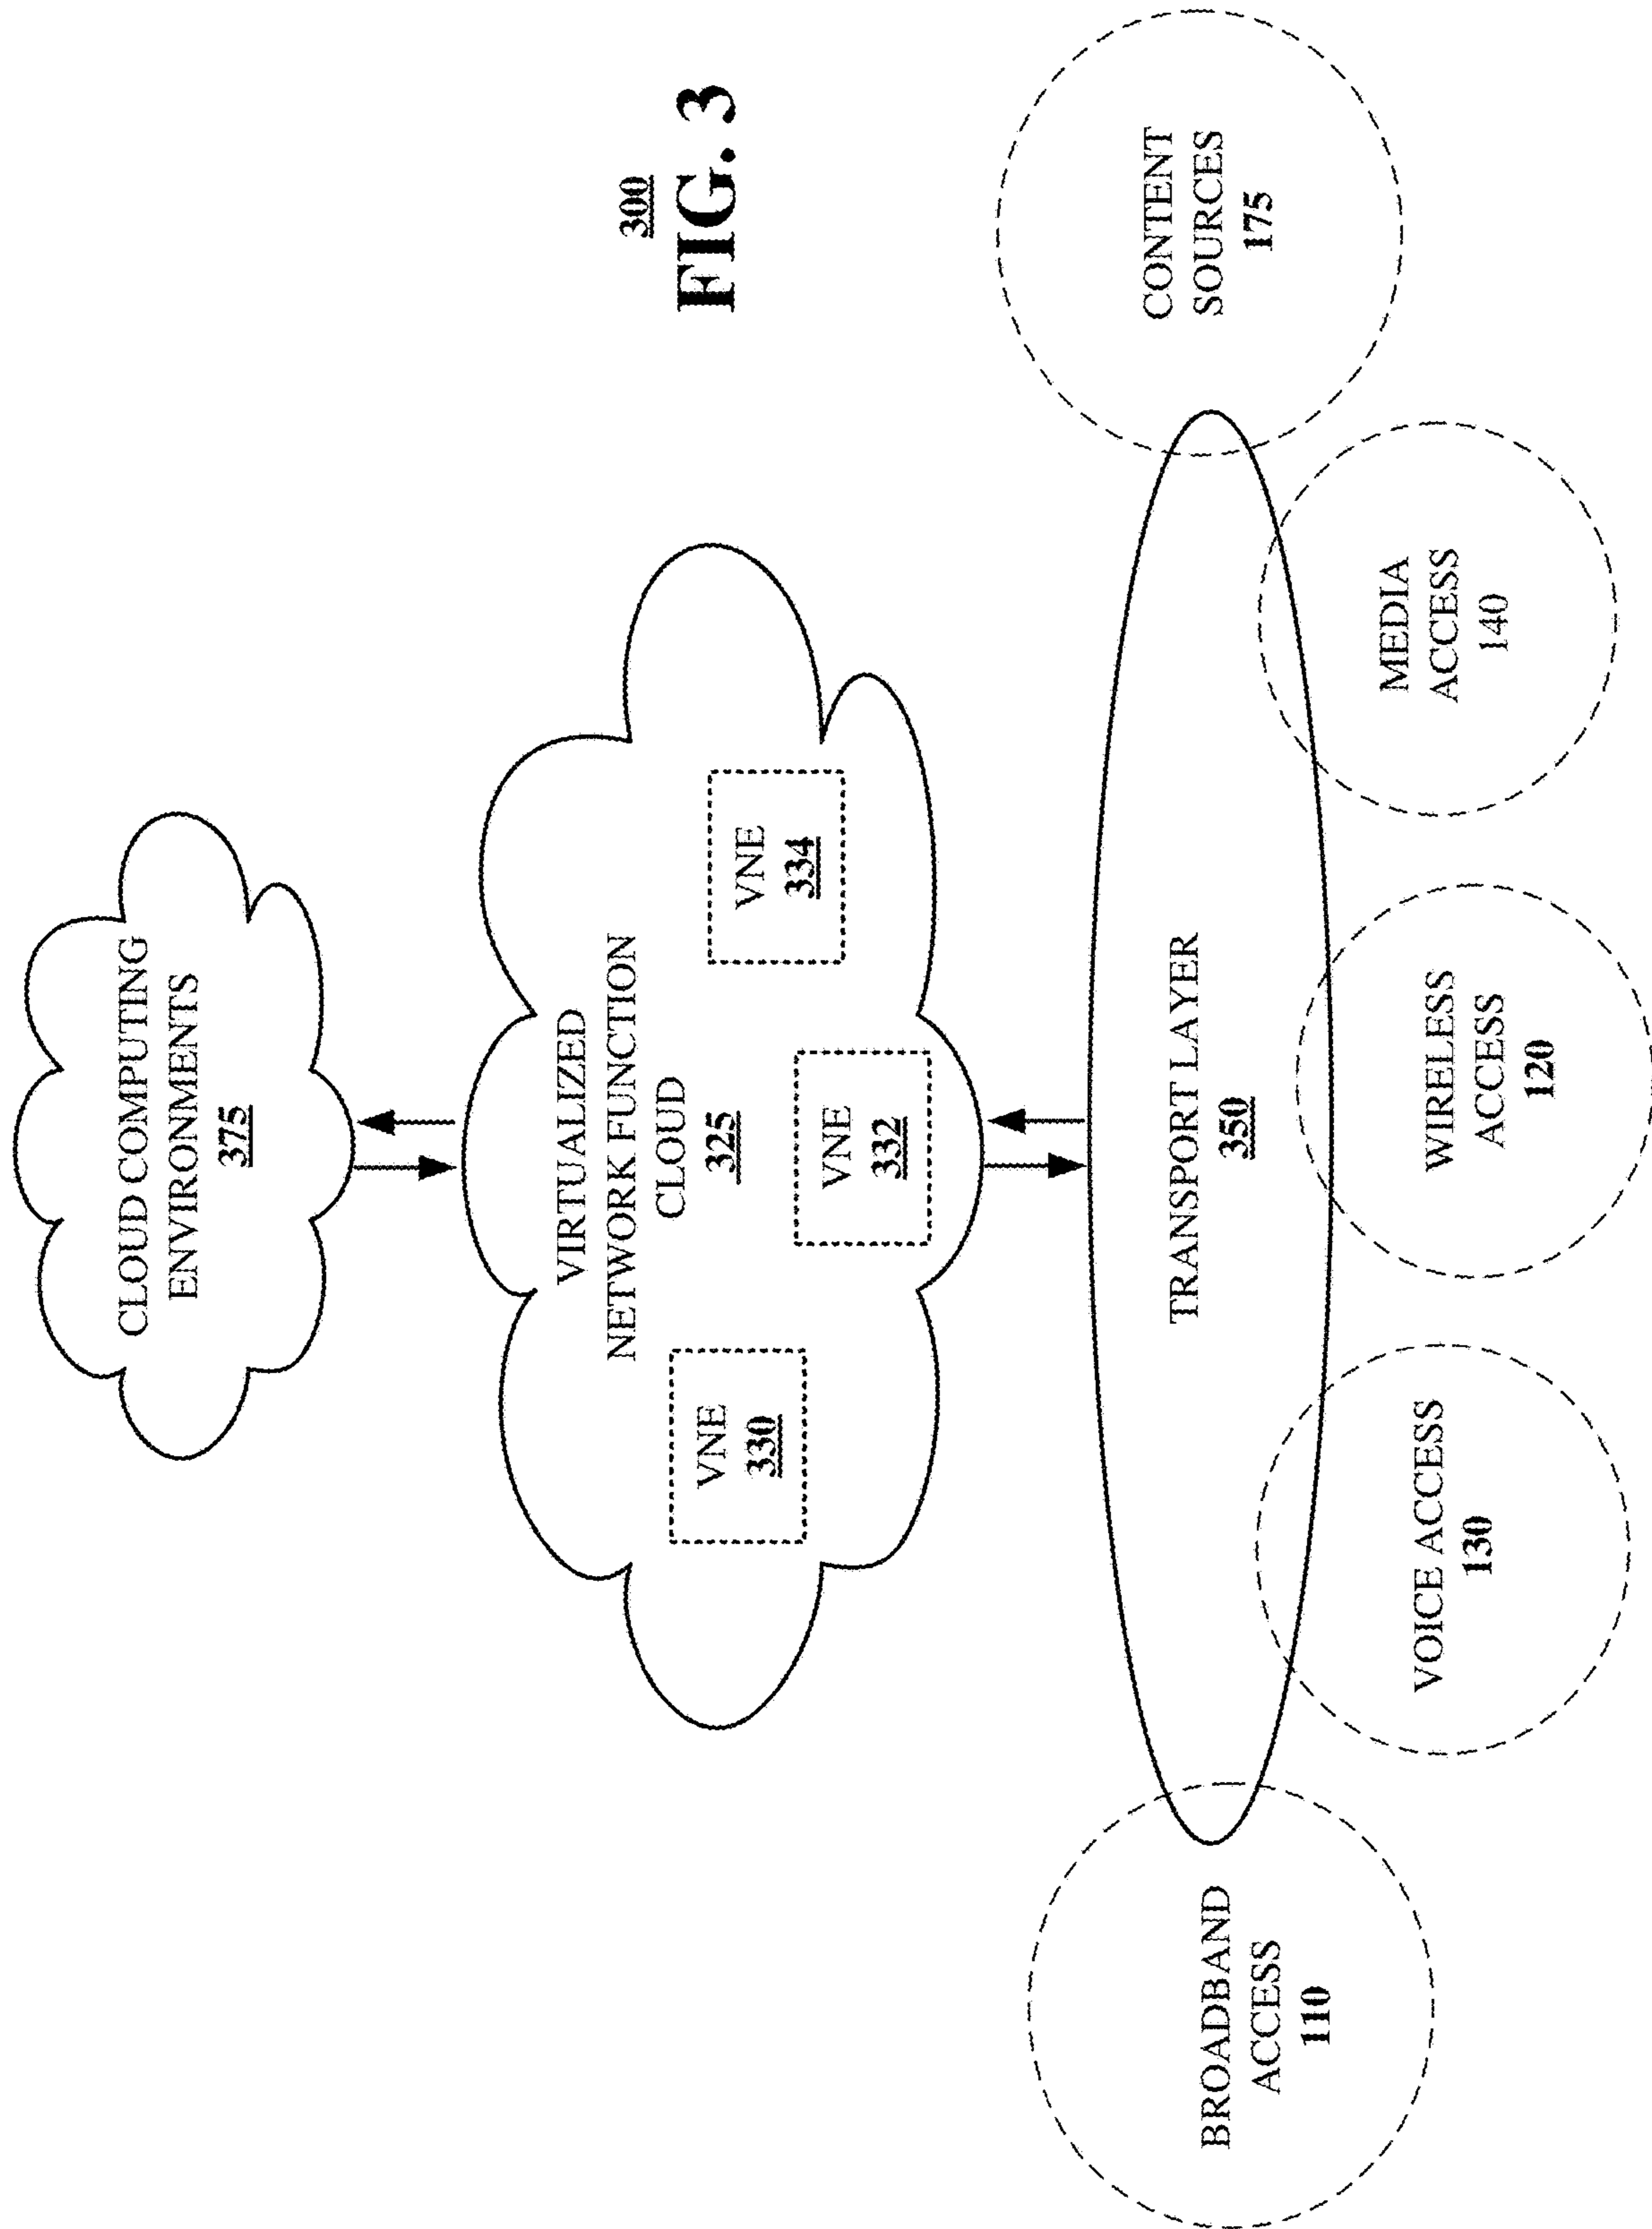 CLOUD COMPUTING
ENVIRONMENTS
375
VIRTUALIZED
NETWORK FUNCTION
CLOUD
325
VNE
330
VNE
332
VNE
334
300
FIG. 3
TRANSPORT LAYER
350
BROADBAND
ACCESS
110
VOICE ACCESS
130
WIRELESS
ACCESS
120
MEDIA
ACCESS
140
CONTENT
SOURCES
175